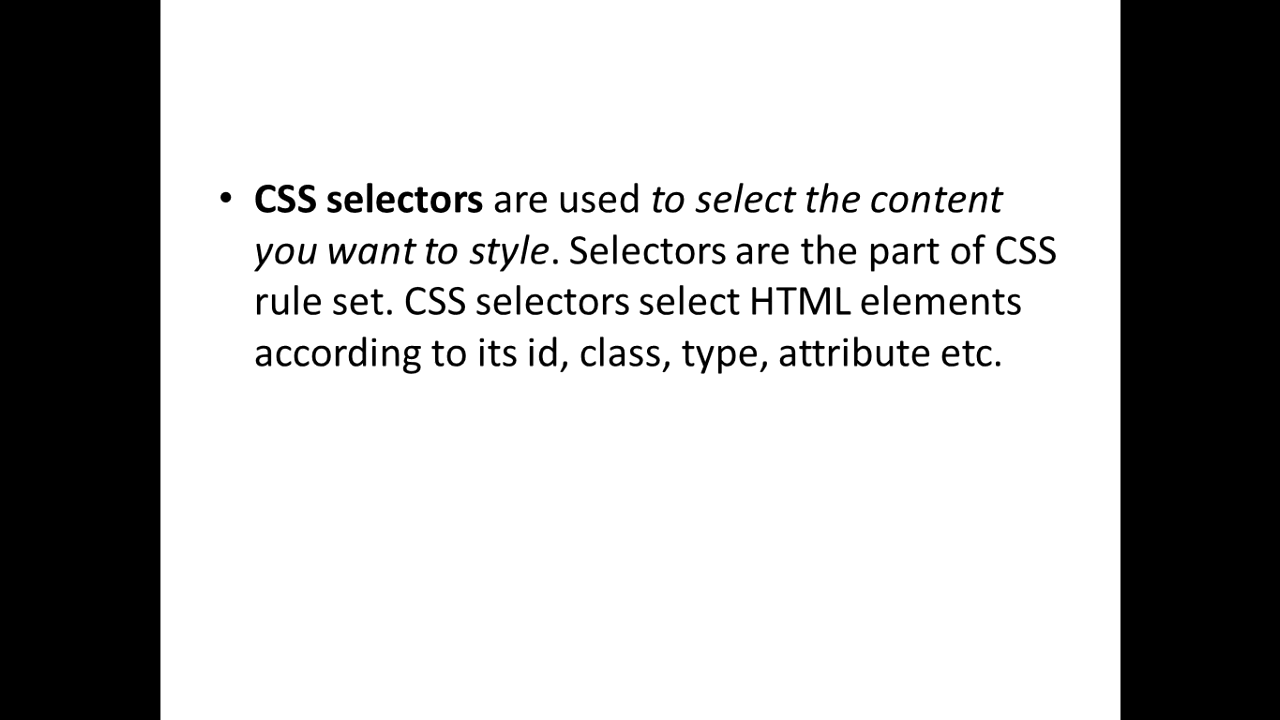 • CSS selectors are used to select the content
you want to style. Selectors are the part of CSS
rule set. CSS selectors select HTML elements
according to its id, class, type, attribute etc.